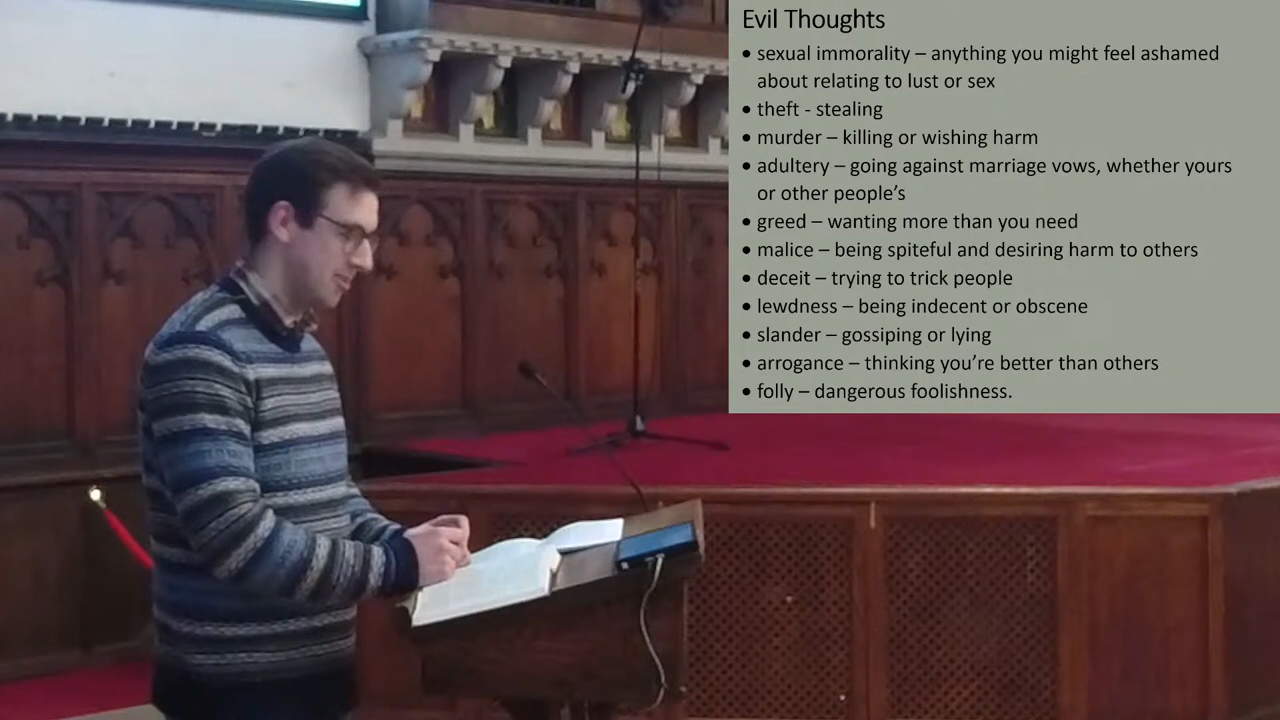 Evil Thoughts
• sexual immorality – anything you might feel ashamed
about relating to lust or sex
• theft - stealing
• murder – killing or wishing harm
• adultery – going against marriage vows, whether yours
or other people’s
• greed – wanting more than you need
• malice – being spiteful and desiring harm to others
• deceit – trying to trick people
• lewdness – being indecent or obscene
• slander – gossiping or lying
• arrogance – thinking you’re better than others
• folly – dangerous foolishness.